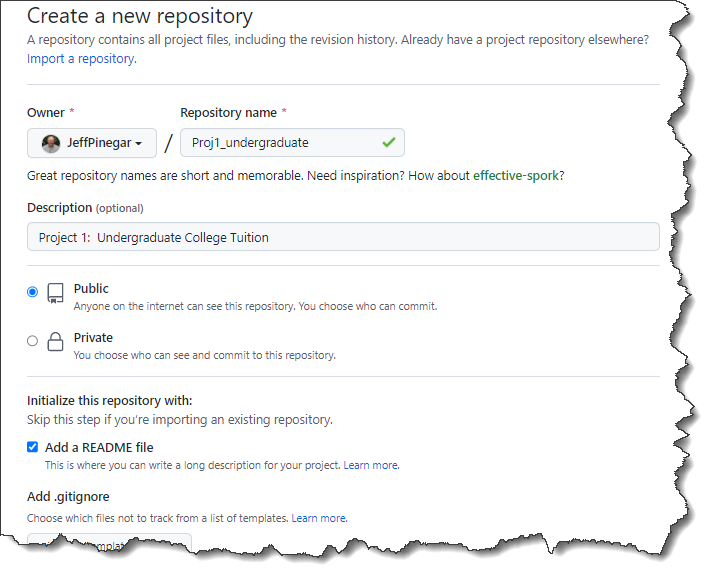 Create a new repository
A repository contains all project files, including the revision history. Already have a project repository elsewhere?
Import a repository.
Owner *
Repository name *
JeffPinegar / Proj1_undergraduate
Great repository names are short and memorable. Need inspiration? How about effective-spork?
Description (optional)
Project 1:  Undergraduate College Tuition
Public
Anyone on the internet can see this repository. You choose who can commit.
Private
You choose who can see and commit to this repository.
Initialize this repository with:
Skip this step if you’re importing an existing repository.
Add a README file
This is where you can write a long description for your project. Learn more.
Add .gitignore
Choose which files not to track from a list of templates. Learn more.